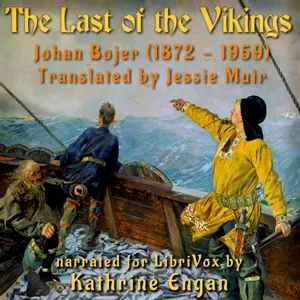 The Last of the Vikings
Johan Bojer (1872 - 1959)
Translated by Jessie Muir
narrated for LibriVox by
Kathrine Engan